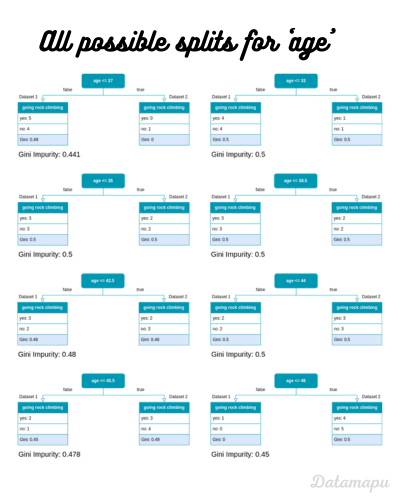 All possible splits for 'age'
age <= 37
false true
Dataset 1 Dataset 2
going rock climbing going rock climbing
yes: 5 yes: 0
no: 4 no: 1
Gini: 0.49 Gini: 0
Gini Impurity: 0.441
age <= 33
false true
Dataset 1 Dataset 2
going rock climbing going rock climbing
yes: 4 yes: 1
no: 4 no: 1
Gini: 0.5 Gini: 0.5
Gini Impurity: 0.5
age <= 35
false true
Dataset 1 Dataset 2
going rock climbing going rock climbing
yes: 3 yes: 2
no: 3 no: 2
Gini: 0.5 Gini: 0.5
Gini Impurity: 0.5
age <= 36.5
false true
Dataset 1 Dataset 2
going rock climbing going rock climbing
yes: 3 yes: 2
no: 3 no: 2
Gini: 0.5 Gini: 0.5
Gini Impurity: 0.5
age <= 42.5
false true
Dataset 1 Dataset 2
going rock climbing going rock climbing
yes: 3 yes: 2
no: 2 no: 3
Gini: 0.48 Gini: 0.48
Gini Impurity: 0.48
age <= 44
false true
Dataset 1 Dataset 2
going rock climbing going rock climbing
yes: 2 yes: 3
no: 2 no: 3
Gini: 0.5 Gini: 0.5
Gini Impurity: 0.5
age <= 45.5
false true
Dataset 1 Dataset 2
going rock climbing going rock climbing
yes: 2 yes: 3
no: 1 no: 4
Gini: 0.45 Gini: 0.49
Gini Impurity: 0.478
age <= 46
false true
Dataset 1 Dataset 2
going rock climbing going rock climbing
yes: 1 yes: 4
no: 0 no: 5
Gini: 0 Gini: 0.5
Gini Impurity: 0.45
Datamapu